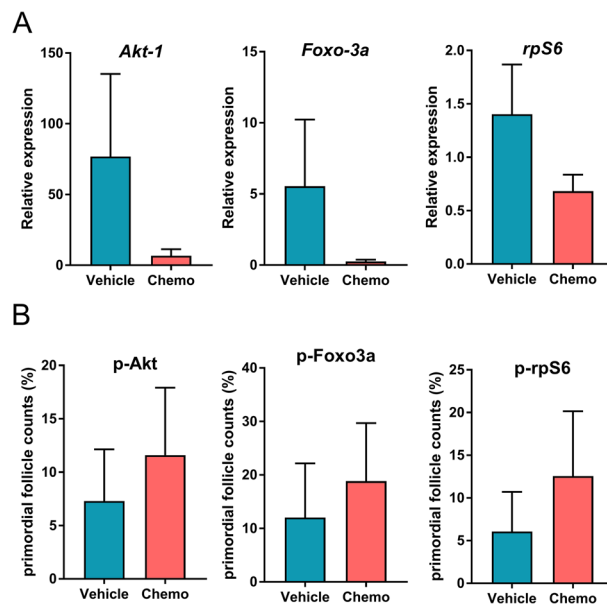 A
Akt-1
Relative expression
150
100
50
0
Vehicle Chemo
Foxo-3a
Relative expression
15
10
5
0
Vehicle Chemo
rpS6
Relative expression
2.0
1.5
1.0
0.5
0.0
Vehicle Chemo
B
p-Akt
primordial follicle counts (%)
20
15
10
5
0
Vehicle Chemo
p-Foxo3a
primordial follicle counts (%)
40
30
20
10
0
Vehicle Chemo
p-rpS6
primordial follicle counts (%)
25
20
15
10
5
0
Vehicle Chemo